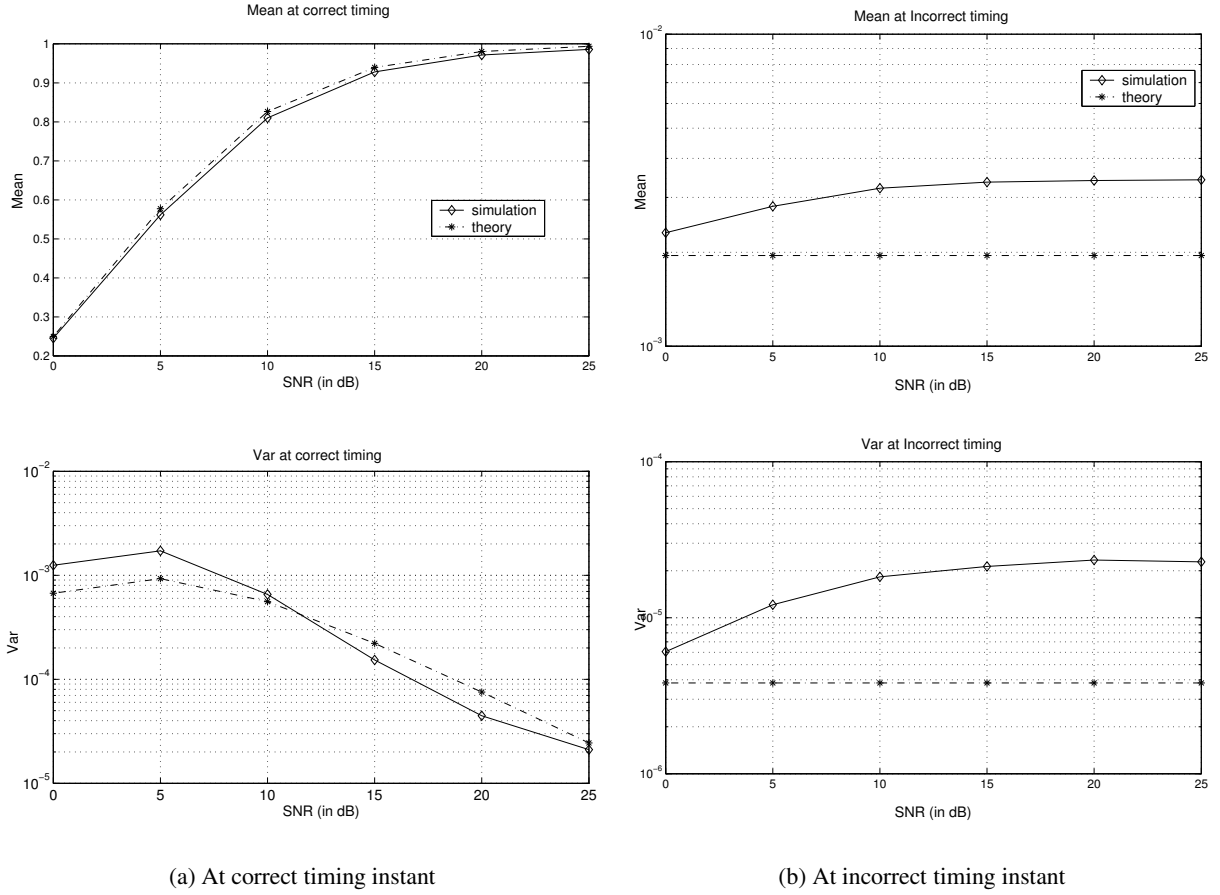 Mean at correct timing
1
0.9
0.8
0.7
0.6
0.5
0.4
0.3
0.2
Mean
simulation
theory
0 5 10 15 20 25
SNR (in dB)
Mean at Incorrect timing
10⁻²
10⁻³
Mean
simulation
theory
0 5 10 15 20 25
SNR (in dB)
Var at correct timing
10⁻²
10⁻³
10⁻⁴
10⁻⁵
Var
0 5 10 15 20 25
SNR (in dB)
Var at Incorrect timing
10⁻⁴
10⁻⁵
10⁻⁶
Var
0 5 10 15 20 25
SNR (in dB)
(a) At correct timing instant
(b) At incorrect timing instant